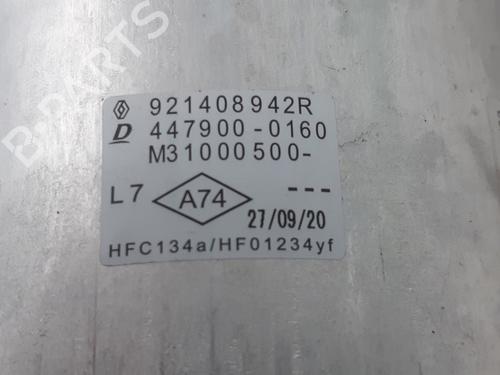 B-PARTS
921408942R
D 447900-0160
M31000500-
L7 A74 ---
27/09/20
HFC134a/HF01234yf